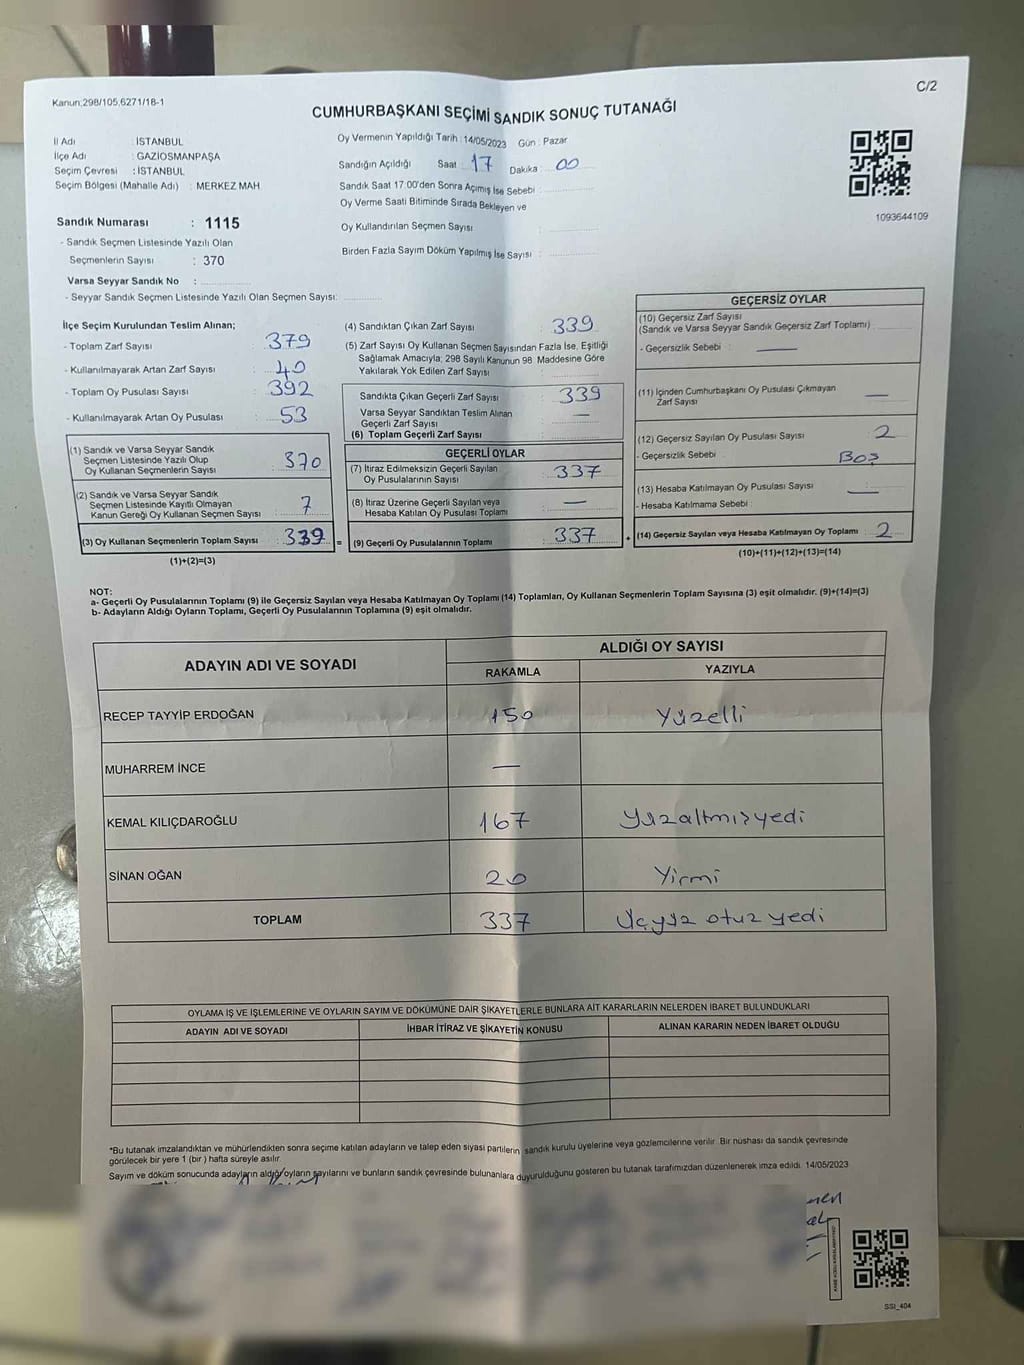 Kanun;298/105,6271/18-1
C/2
CUMHURBAŞKANI SEÇİMİ SANDIK SONUÇ TUTANAĞI
İl Adı : İSTANBUL
İlçe Adı : GAZİOSMANPAŞA
Seçim Çevresi : İSTANBUL
Seçim Bölgesi (Mahalle Adı) : MERKEZ MAH.
Oy Vermenin Yapıldığı Tarih : 14/05/2023 Gün : Pazar
Sandığın Açıldığı Saat : 17 Dakika : 00
Sandık Saat 17.00'den Sonra Açımış İse Sebebi :
Oy Verme Saati Bitiminde Sırada Bekleyen ve
Oy Kullandırılan Seçmen Sayısı :
Birden Fazla Sayım Döküm Yapılmış İse Sayısı :
1093644109
Sandık Numarası : 1115
- Sandık Seçmen Listesinde Yazılı Olan
Seçmenlerin Sayısı : 370
Varsa Seyyar Sandık No :
- Seyyar Sandık Seçmen Listesinde Yazılı Olan Seçmen Sayısı:
İlçe Seçim Kurulundan Teslim Alınan;
- Toplam Zarf Sayısı : 379
- Kullanılmayarak Artan Zarf Sayısı : 40
- Toplam Oy Pusulası Sayısı : 392
- Kullanılmayarak Artan Oy Pusulası : 53
(1) Sandık ve Varsa Seyyar Sandık
Seçmen Listesinde Yazılı Olup
Oy Kullanan Seçmenlerin Sayısı : 370
(2) Sandık ve Varsa Seyyar Sandık
Seçmen Listesinde Kayıtlı Olmayan
Kanun Gereği Oy Kullanan Seçmen Sayısı : 7
(3) Oy Kullanan Seçmenlerin Toplam Sayısı : 339 =
(1)+(2)=(3)
(4) Sandıktan Çıkan Zarf Sayısı : 339
(5) Zarf Sayısı Oy Kullanan Seçmen Sayısından Fazla İse, Eşitliği
Sağlamak Amacıyla; 298 Sayılı Kanunun 98. Maddesine Göre
Yakılarak Yok Edilen Zarf Sayısı :
Sandıkta Çıkan Geçerli Zarf Sayısı : 339
Varsa Seyyar Sandıktan Teslim Alınan
Geçerli Zarf Sayısı : —
(6) Toplam Geçerli Zarf Sayısı :
GEÇERLİ OYLAR
(7) İtiraz Edilmeksizin Geçerli Sayılan
Oy Pusulalarının Sayısı : 337
(8) İtiraz Üzerine Geçerli Sayılan veya
Hesaba Katılan Oy Pusulası Toplamı : —
(9) Geçerli Oy Pusulalarının Toplamı : 337 +
GEÇERSİZ OYLAR
(10) Geçersiz Zarf Sayısı
(Sandık ve Varsa Seyyar Sandık Geçersiz Zarf Toplamı) :
- Geçersizlik Sebebi : —
(11) İçinden Cumhurbaşkanı Oy Pusulası Çıkmayan
Zarf Sayısı : —
(12) Geçersiz Sayılan Oy Pusulası Sayısı : 2
- Geçersizlik Sebebi : Boş
(13) Hesaba Katılmayan Oy Pusulası Sayısı : —
- Hesaba Katılmama Sebebi :
(14) Geçersiz Sayılan veya Hesaba Katılmayan Oy Toplamı : 2
(10)+(11)+(12)+(13)=(14)
NOT:
a- Geçerli Oy Pusulalarının Toplamı (9) ile Geçersiz Sayılan veya Hesaba Katılmayan Oy Toplamı (14) Toplamları, Oy Kullanan Seçmenlerin Toplam Sayısına (3) eşit olmalıdır. (9)+(14)=(3)
b- Adayların Aldığı Oyların Toplamı, Geçerli Oy Pusulalarının Toplamına (9) eşit olmalıdır.
ADAYIN ADI VE SOYADI
ALDIĞI OY SAYISI
RAKAMLA YAZIYLA
RECEP TAYYİP ERDOĞAN 150 Yüzelli
MUHARREM İNCE —
KEMAL KILIÇDAROĞLU 167 Yüzaltmışyedi
SİNAN OĞAN 20 Yirmi
TOPLAM 337 Üçyüz otuz yedi
OYLAMA İŞ VE İŞLEMLERİNE VE OYLARIN SAYIM VE DÖKÜMÜNE DAİR ŞİKAYETLERLE BUNLARA AİT KARARLARIN NELERDEN İBARET BULUNDUKLARI
ADAYIN ADI VE SOYADI İHBAR İTİRAZ VE ŞİKAYETİN KONUSU ALINAN KARARIN NEDEN İBARET OLDUĞU
*Bu tutanak imzalandıktan ve mühürlendikten sonra seçime katılan adayların ve talep eden siyasi partilerin sandık kurulu üyelerine veya gözlemcilerine verilir. Bir nüshası da sandık çevresinde
görülecek bir yere 1 (bir ) hafta süreyle asılır.
Sayım ve döküm sonucunda adayların aldığı oyların sayılarını ve bunların sandık çevresinde bulunanlara duyurulduğunu gösteren bu tutanak tarafımızdan düzenlenerek imza edildi. 14/05/2023
SSI_404